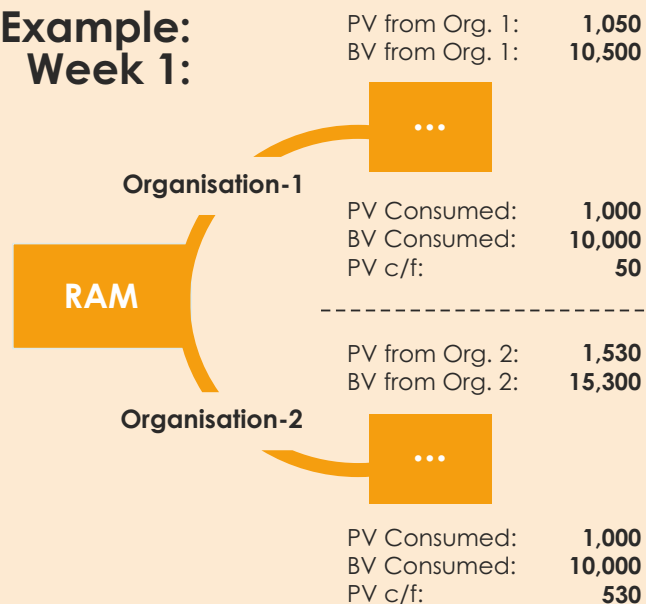 Example:
Week 1:
PV from Org. 1: 1,050
BV from Org. 1: 10,500
...
Organisation-1
PV Consumed: 1,000
BV Consumed: 10,000
PV c/f: 50
RAM
PV from Org. 2: 1,530
BV from Org. 2: 15,300
Organisation-2
...
PV Consumed: 1,000
BV Consumed: 10,000
PV c/f: 530